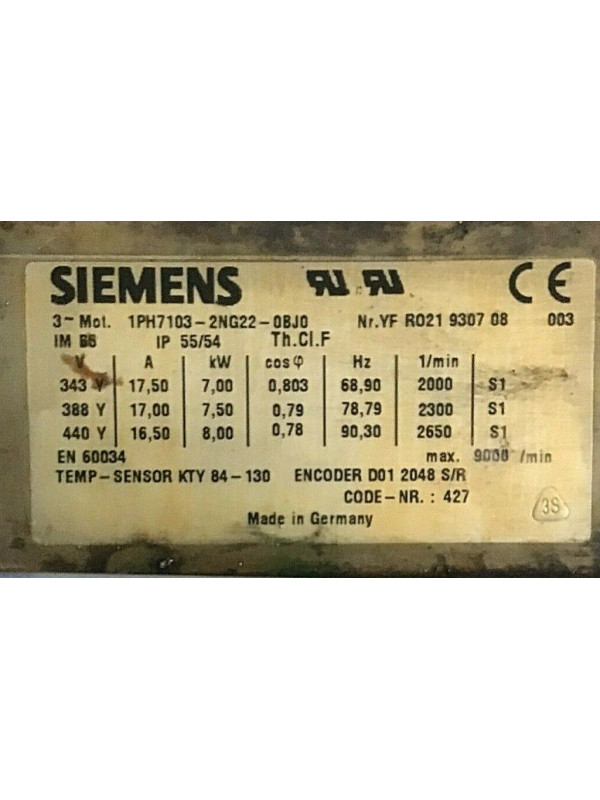 SIEMENS RU RU CE
3~Mot. 1PH7103-2NG22-0BJ0 Nr.YF R021 9307 08 003
IM B5 IP 55/54 Th.Cl.F
V A kW cosφ Hz 1/min
343 Y 17,50 7,00 0,803 68,90 2000 S1
388 Y 17,00 7,50 0,79 78,79 2300 S1
440 Y 16,50 8,00 0,78 90,30 2650 S1
EN 60034 max. 9000 /min
TEMP-SENSOR KTY 84-130 ENCODER D01 2048 S/R
CODE-NR.: 427
3S
Made in Germany